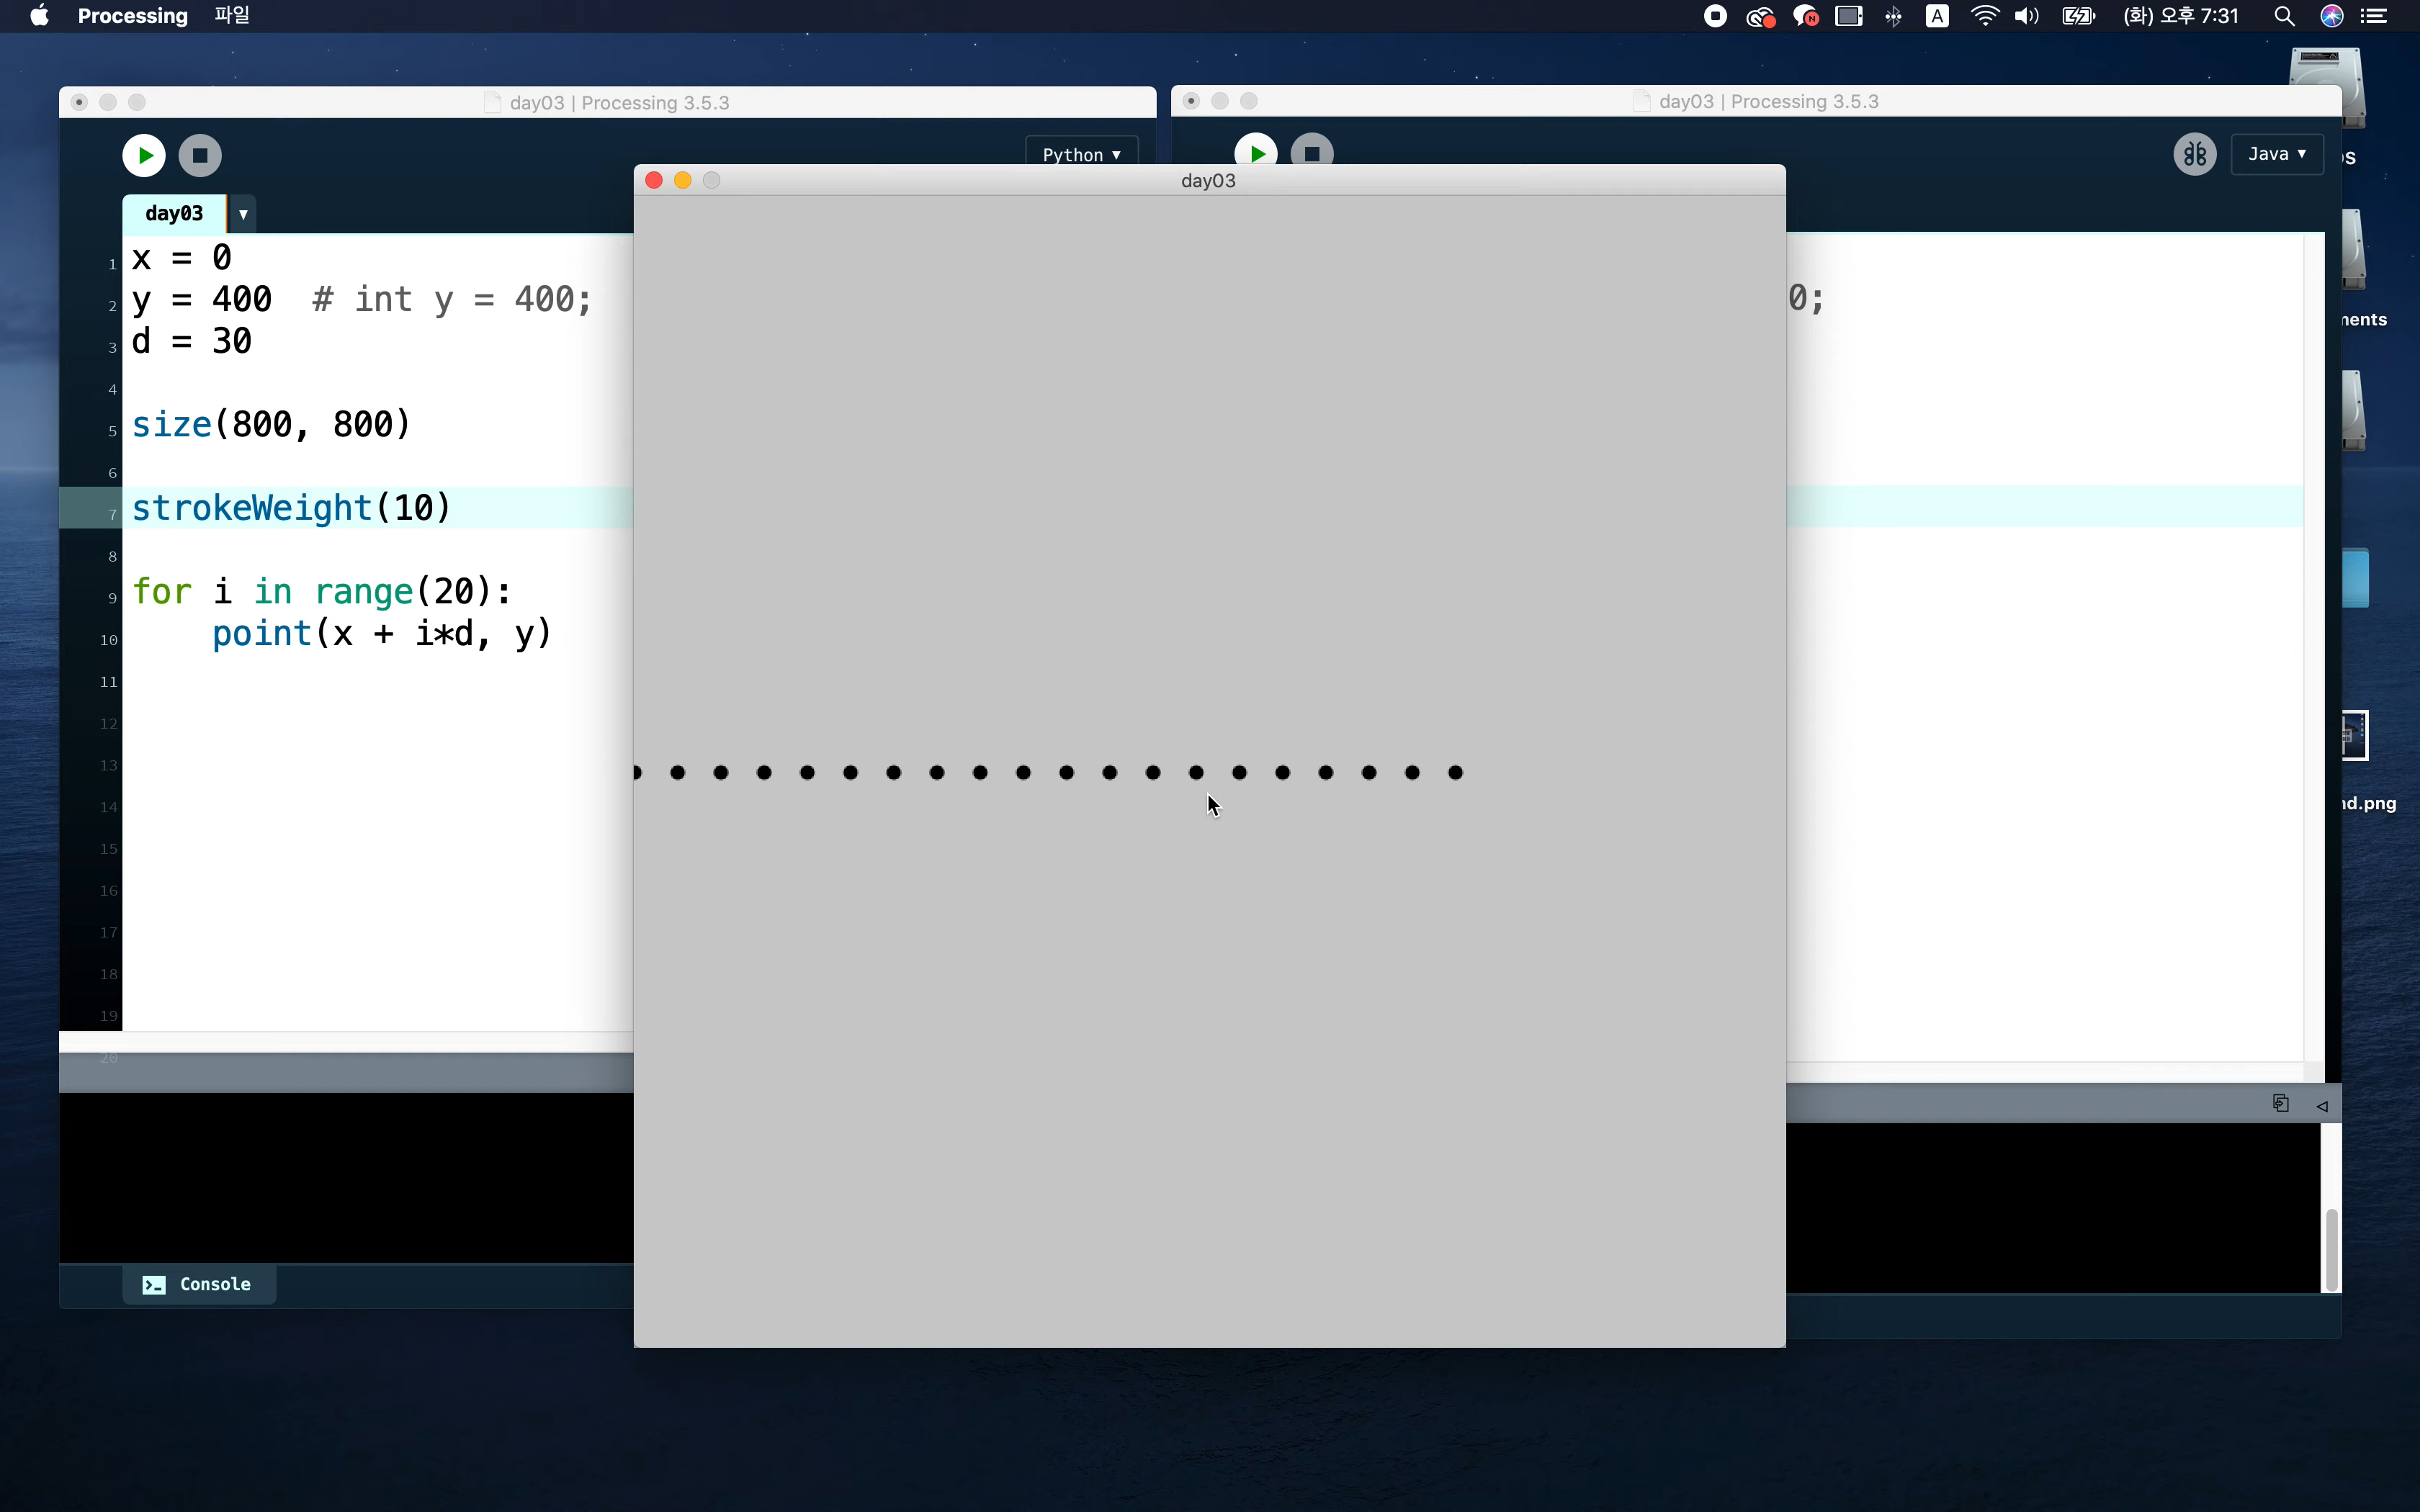 Processing 파일
A (화) 오후 7:31
day03 | Processing 3.5.3
Python ▼
day03 ▼
1 x = 0
2 y = 400 # int y = 400;
3 d = 30
4
5 size(800, 800)
6
7 strokeWeight(10)
8
9 for i in range(20):
10 point(x + i*d, y)
11
12
13
14
15
16
17
18
19
20
>_ Console
day03 | Processing 3.5.3
Java ▼
0;
day03
nd.png